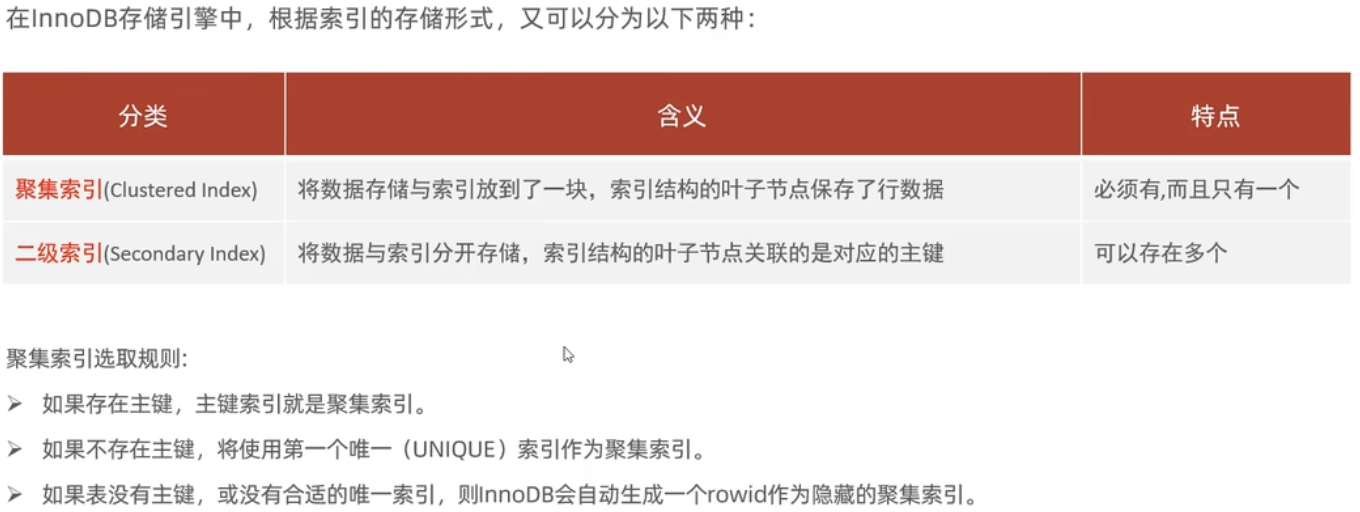 在InnoDB存储引擎中，根据索引的存储形式，又可以分为以下两种：
分类 含义 特点
聚集索引(Clustered Index) 将数据存储与索引放到了一块，索引结构的叶子节点保存了行数据 必须有,而且只有一个
二级索引(Secondary Index) 将数据与索引分开存储，索引结构的叶子节点关联的是对应的主键 可以存在多个
聚集索引选取规则:
➢ 如果存在主键，主键索引就是聚集索引。
➢ 如果不存在主键，将使用第一个唯一（UNIQUE）索引作为聚集索引。
➢ 如果表没有主键，或没有合适的唯一索引，则InnoDB会自动生成一个rowid作为隐藏的聚集索引。